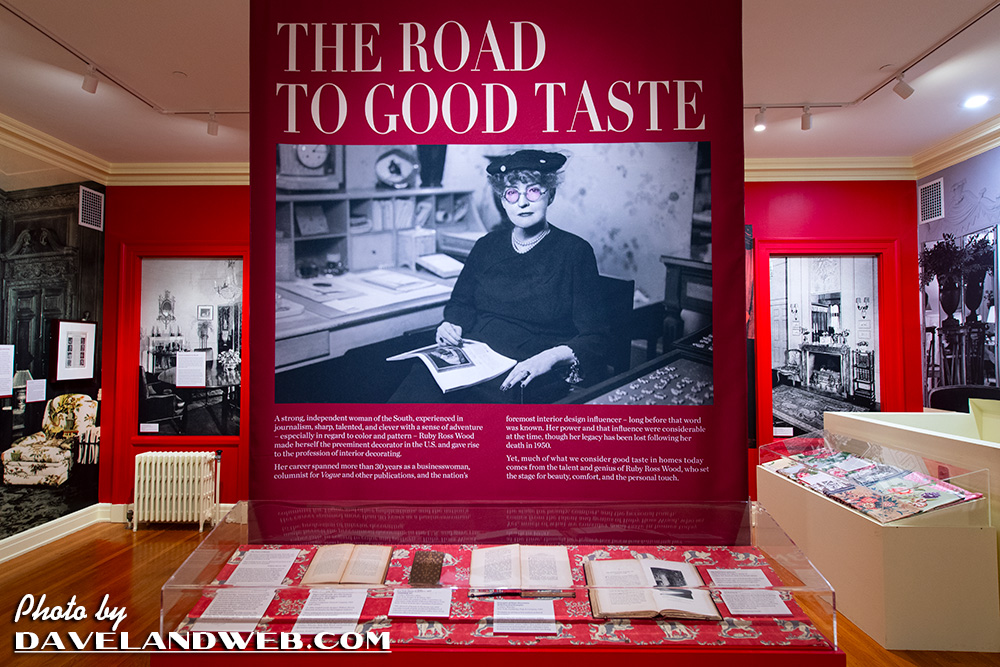 THE ROAD
TO GOOD TASTE
A strong, independent woman of the South, experienced in
journalism, sharp, talented, and clever with a sense of adventure
– especially in regard to color and pattern – Ruby Ross Wood
made herself the preeminent decorator in the U.S. and gave rise
to the profession of interior decorating.
Her career spanned more than 30 years as a businesswoman,
columnist for Vogue and other publications, and the nation's
foremost interior design influencer – long before that word
was known. Her power and that influence were considerable
at the time, though her legacy has been lost following her
death in 1950.
Yet, much of what we consider good taste in homes today
comes from the talent and genius of Ruby Ross Wood, who set
the stage for beauty, comfort, and the personal touch.
Photo by
DAVELANDWEB.COM